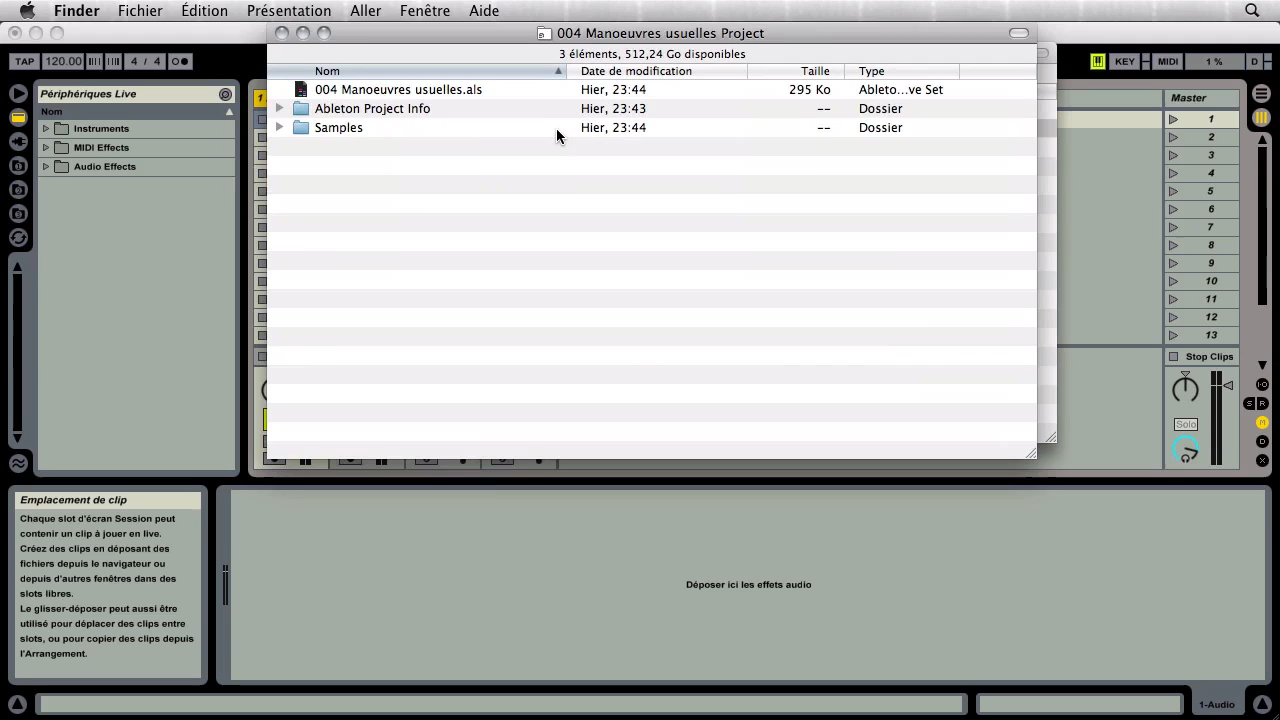 Finder Fichier Édition Présentation Aller Fenêtre Aide
004 Manoeuvres usuelles Project
3 éléments, 512,24 Go disponibles
TAP 120.00 4 / 4 KEY MIDI 1 % D
Nom Date de modification Taille Type
004 Manoeuvres usuelles.als Hier, 23:44 295 Ko Ableto...ve Set
Ableton Project Info Hier, 23:43 -- Dossier
Samples Hier, 23:44 -- Dossier
Périphériques Live
Nom
Instruments
MIDI Effects
Audio Effects
1
Master
1
2
3
4
5
6
7
8
9
10
11
12
13
Stop Clips
I·O
S R
Solo
M
D
X
Emplacement de clip
Chaque slot d'écran Session peut
contenir un clip à jouer en live.
Créez des clips en déposant des
fichiers depuis le navigateur ou
depuis d'autres fenêtres dans des
slots libres.
Le glisser-déposer peut aussi être
utilisé pour déplacer des clips entre
slots, ou pour copier des clips depuis
l'Arrangement.
Déposer ici les effets audio
1-Audio